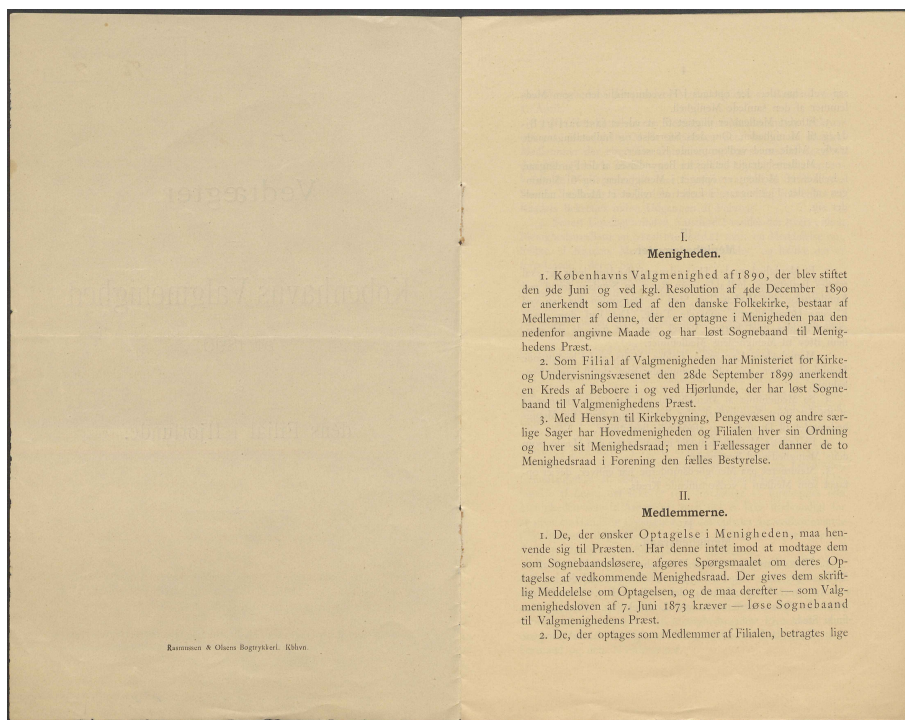 Rasmussen & Olsens Bogtrykkeri. Kbhvn.
I.
Menigheden.
1. Københavns Valgmenighed af 1890, der blev stiftet
den 9de Juni og ved kgl. Resolution af 4de December 1890
er anerkendt som Led af den danske Folkekirke, bestaar af
Medlemmer af denne, der er optagne i Menigheden paa den
nedenfor angivne Maade og har løst Sognebaand til Menig-
hedens Præst.
2. Som Filial af Valgmenigheden har Ministeriet for Kirke-
og Undervisningsvæsenet den 28de September 1899 anerkendt
en Kreds af Beboere i og ved Hjørlunde, der har løst Sogne-
baand til Valgmenighedens Præst.
3. Med Hensyn til Kirkebygning, Pengevæsen og andre sær-
lige Sager har Hovedmenigheden og Filialen hver sin Ordning
og hver sit Menighedsraad; men i Fællessager danner de to
Menighedsraad i Forening den fælles Bestyrelse.
II.
Medlemmerne.
1. De, der ønsker Optagelse i Menigheden, maa hen-
vende sig til Præsten. Har denne intet imod at modtage dem
som Sognebaandsløsere, afgøres Spørgsmaalet om deres Op-
tagelse af vedkommende Menighedsraad. Der gives dem skrift-
lig Meddelelse om Optagelsen, og de maa derefter — som Valg-
menighedsloven af 7. Juni 1873 kræver — løse Sognebaand
til Valgmenighedens Præst.
2. De, der optages som Medlemmer af Filialen, betragtes lige